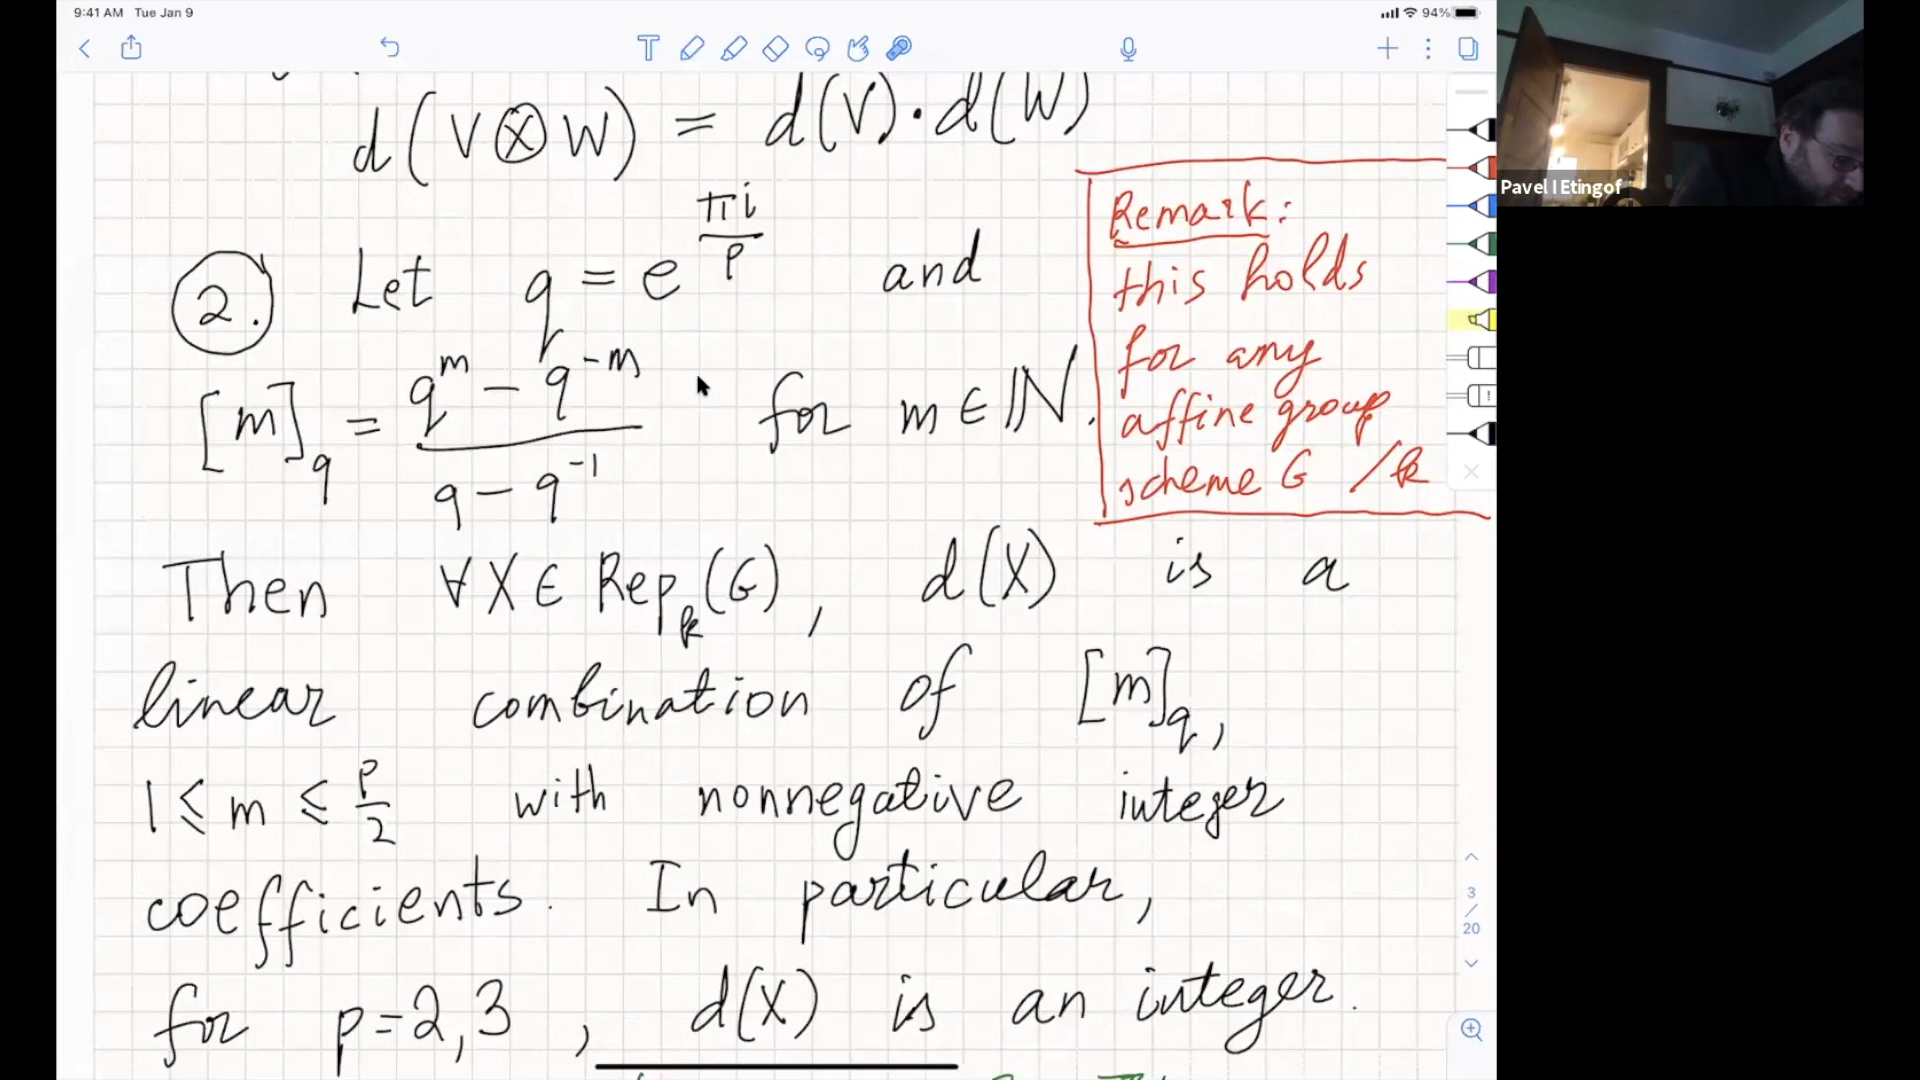 9:41 AM Tue Jan 9
94%
d(V⊗W) = d(V)·d(W)
Pavel I Etingof
Remark:
this holds
for any
affine group
scheme G /k
2. Let q = e^{πi/p} and
[m]_q = (q^m - q^{-m})/(q - q^{-1}) for m ∈ ℕ.
Then ∀X ∈ Rep_k(G), d(X) is a
linear combination of [m]_q,
1 ≤ m ≤ p/2 with nonnegative integer
coefficients. In particular,
for p=2,3, d(X) is an integer.
3
/
20